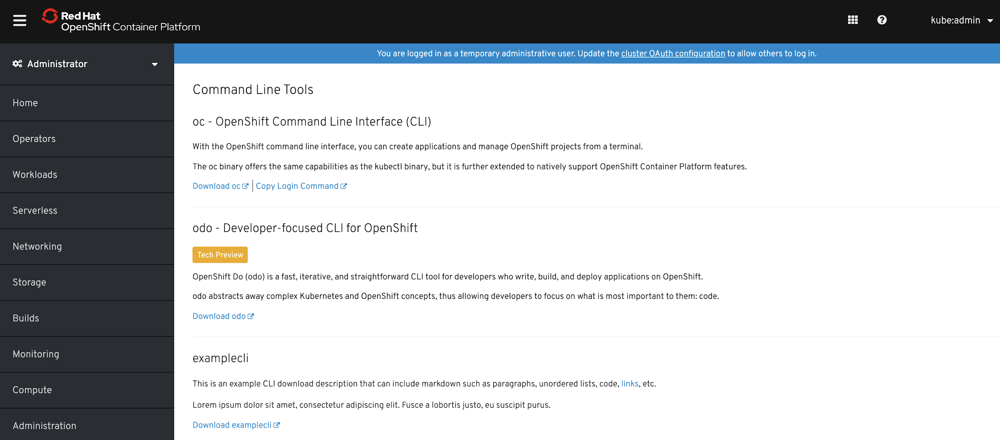 Red Hat
OpenShift Container Platform
kube:admin
Administrator
You are logged in as a temporary administrative user. Update the cluster OAuth configuration to allow others to log in.
Home
Operators
Workloads
Serverless
Networking
Storage
Builds
Monitoring
Compute
Administration
Command Line Tools
oc - OpenShift Command Line Interface (CLI)
With the OpenShift command line interface, you can create applications and manage OpenShift projects from a terminal.
The oc binary offers the same capabilities as the kubectl binary, but it is further extended to natively support OpenShift Container Platform features.
Download oc | Copy Login Command
odo - Developer-focused CLI for OpenShift
Tech Preview
OpenShift Do (odo) is a fast, iterative, and straightforward CLI tool for developers who write, build, and deploy applications on OpenShift.
odo abstracts away complex Kubernetes and OpenShift concepts, thus allowing developers to focus on what is most important to them: code.
Download odo
examplecli
This is an example CLI download description that can include markdown such as paragraphs, unordered lists, code, links, etc.
Lorem ipsum dolor sit amet, consectetur adipiscing elit. Fusce a lobortis justo, eu suscipit purus.
Download examplecli